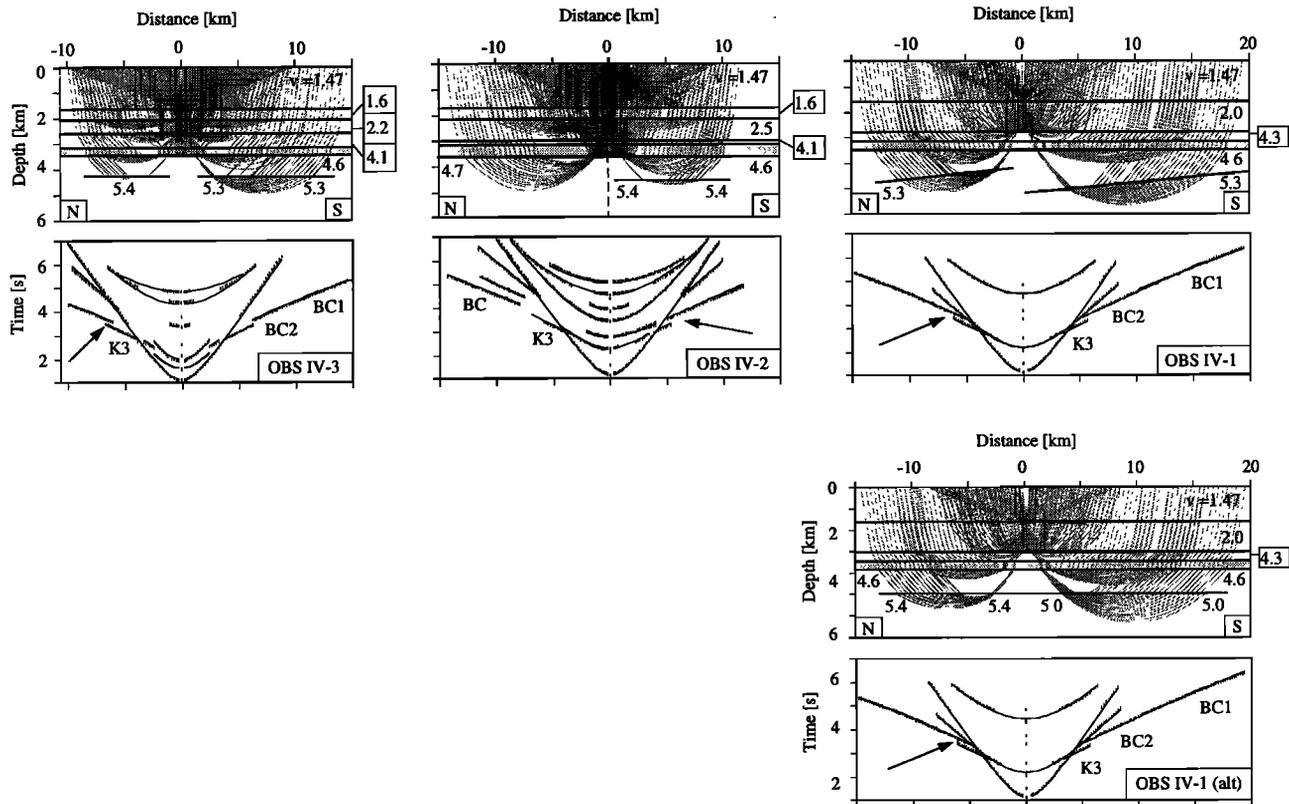 Distance [km]
Distance [km]
Distance [km]
-10 0 10
-10 0 10
-10 0 10 20
Depth [km]
0
2
4
6
v =1.47
1.6
2.2
4.1
4.6
5.4
5.3
5.3
N
S
v =1.47
1.6
2.5
4.1
4.7
4.6
5.4
5.4
N
S
v =1.47
2.0
4.3
4 6
5.3
5.3
N
S
Time [s]
6
4
2
K3
BC2
BC1
OBS IV-3
BC
K3
OBS IV-2
BC1
BC2
K3
OBS IV-1
Distance [km]
-10 0 10 20
Depth [km]
0
2
4
6
v =1.47
2.0
4.3
4.6
4.6
5.4
5.4
5 0
5.0
N
S
Time [s]
6
4
2
BC1
BC2
K3
OBS IV-1 (alt)